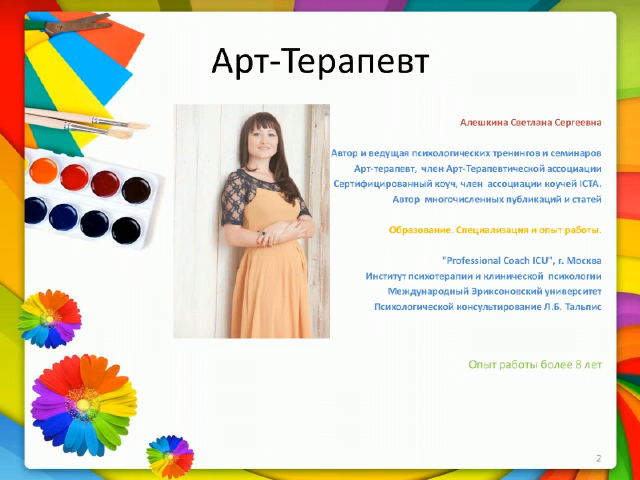 Арт-Терапевт
Алешкина Светлана Сергеевна
Автор и ведущая психологических тренингов и семинаров
Арт-терапевт, член Арт-Терапевтической ассоциации
Сертифицированный коуч, член ассоциации коучей ICTA.
Автор многочисленных публикаций и статей
Образование. Специализация и опыт работы.
"Professional Coach ICU", г. Москва
Институт психотерапии и клинической психологии
Международный Эриксоновский университет
Психологической консультирование Л.Б. Тальпис
Опыт работы более 8 лет
2